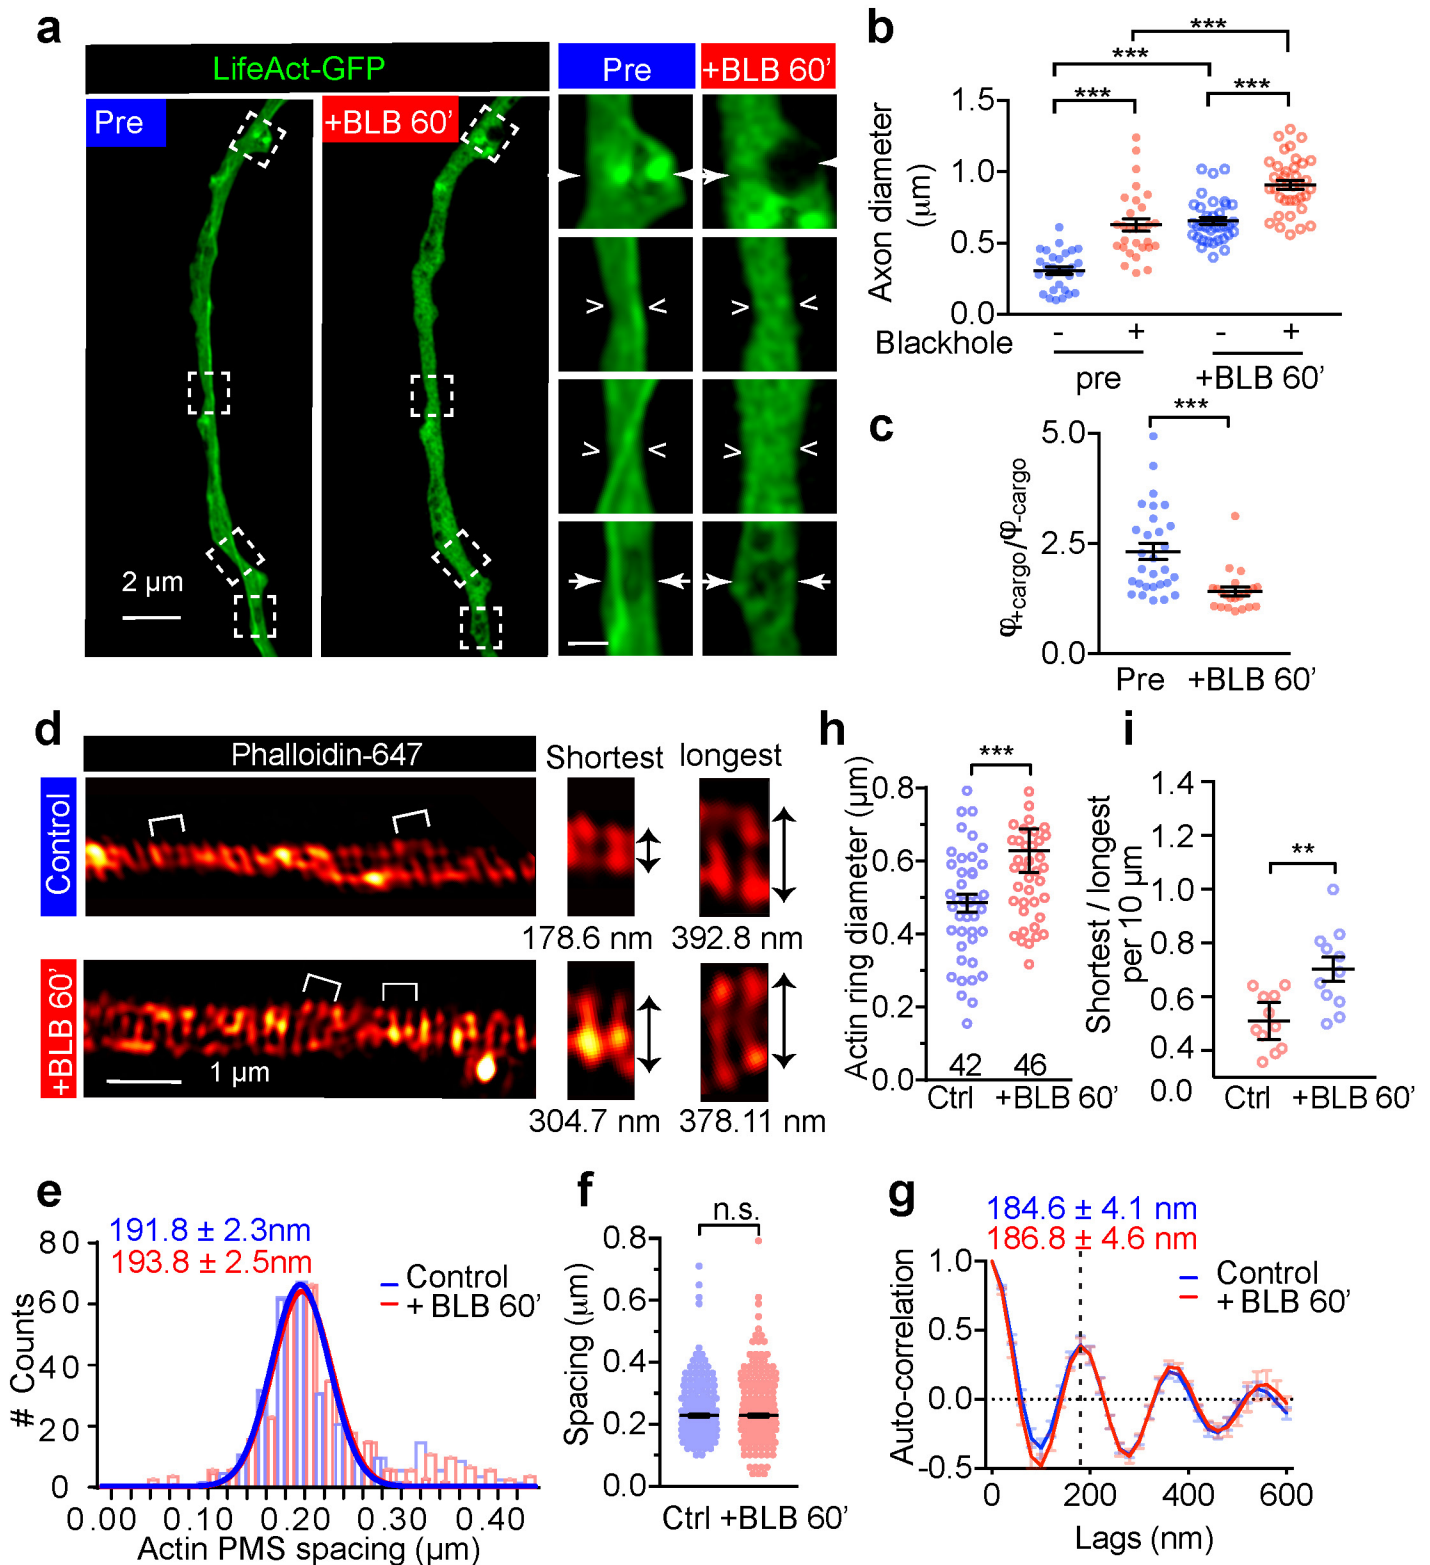 a
LifeAct-GFP
Pre
+BLB 60’
Pre
+BLB 60’
2 µm
b
***
***
***
***
Axon diameter
(µm)
1.5
1.0
0.5
0.0
Blackhole
- + - +
pre +BLB 60’
c
***
φ+cargo/φ-cargo
5.0
2.5
0.0
Pre +BLB 60’
d
Phalloidin-647
Shortest longest
Control
178.6 nm 392.8 nm
+BLB 60’
1 µm
304.7 nm 378.11 nm
h
***
Actin ring diameter (µm)
0.8
0.6
0.4
0.2
0.0
42 46
Ctrl +BLB 60’
i
**
Shortest / longest
per 10 µm
1.4
1.2
1.0
0.8
0.6
0.4
0.0
Ctrl +BLB 60’
e
191.8 ± 2.3nm
193.8 ± 2.5nm
Control
+ BLB 60’
# Counts
80
60
40
20
0
0.00 0.10 0.20 0.30 0.40
Actin PMS spacing (µm)
f
n.s.
Spacing (µm)
0.8
0.6
0.4
0.2
0.0
Ctrl +BLB 60’
g
184.6 ± 4.1 nm
186.8 ± 4.6 nm
Control
+ BLB 60’
Auto-correlation
1.0
0.5
0.0
-0.5
0 200 400 600
Lags (nm)